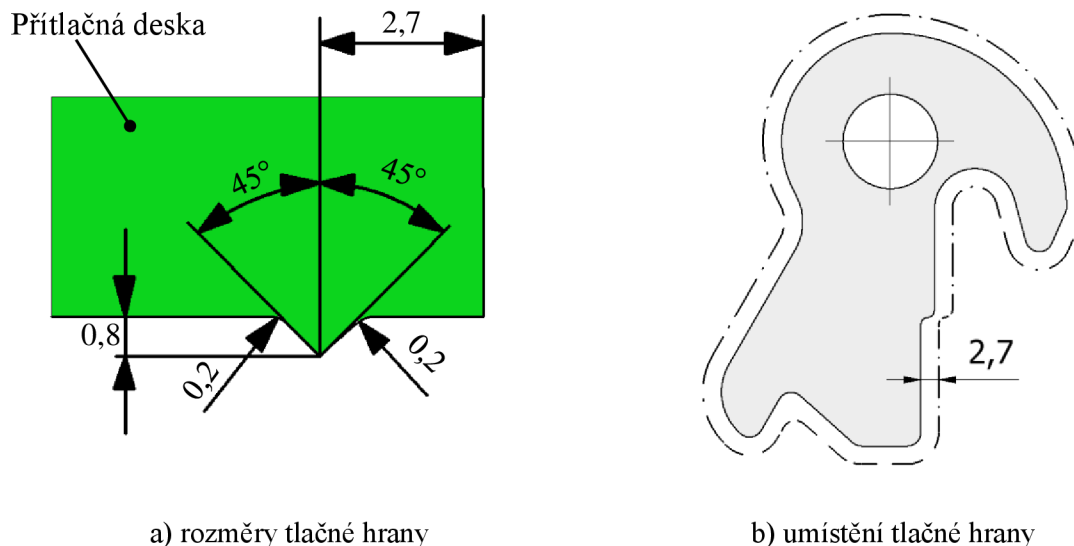 Přítlačná deska
2,7
45°
45°
0,8
0,2
0,2
2,7
a) rozměry tlačné hrany
b) umístění tlačné hrany